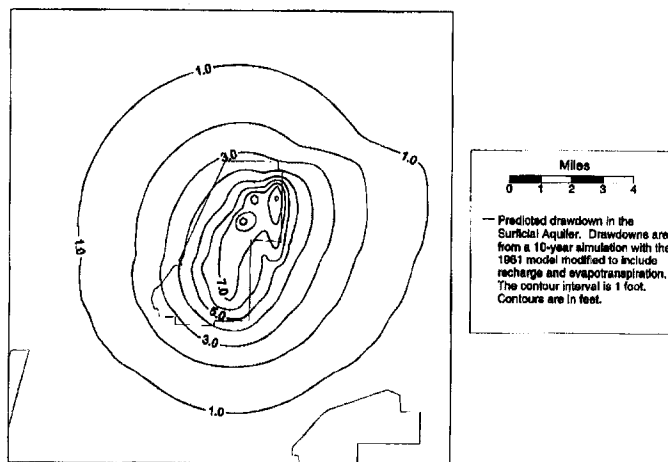 1.0
1.0
3.0
1.0
7.0
5.0
3.0
1.0
Miles
0 1 2 3 4
Predicted drawdown in the
Surficial Aquifer. Drawdowns are
from a 10-year simulation with the
1981 model modified to include
recharge and evapotranspiration.
The contour interval is 1 foot.
Contours are in feet.